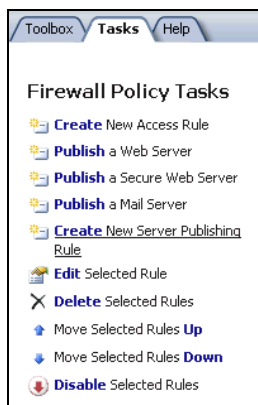 Toolbox Tasks Help
Firewall Policy Tasks
Create New Access Rule
Publish a Web Server
Publish a Secure Web Server
Publish a Mail Server
Create New Server Publishing
Rule
Edit Selected Rule
Delete Selected Rules
Move Selected Rules Up
Move Selected Rules Down
Disable Selected Rules